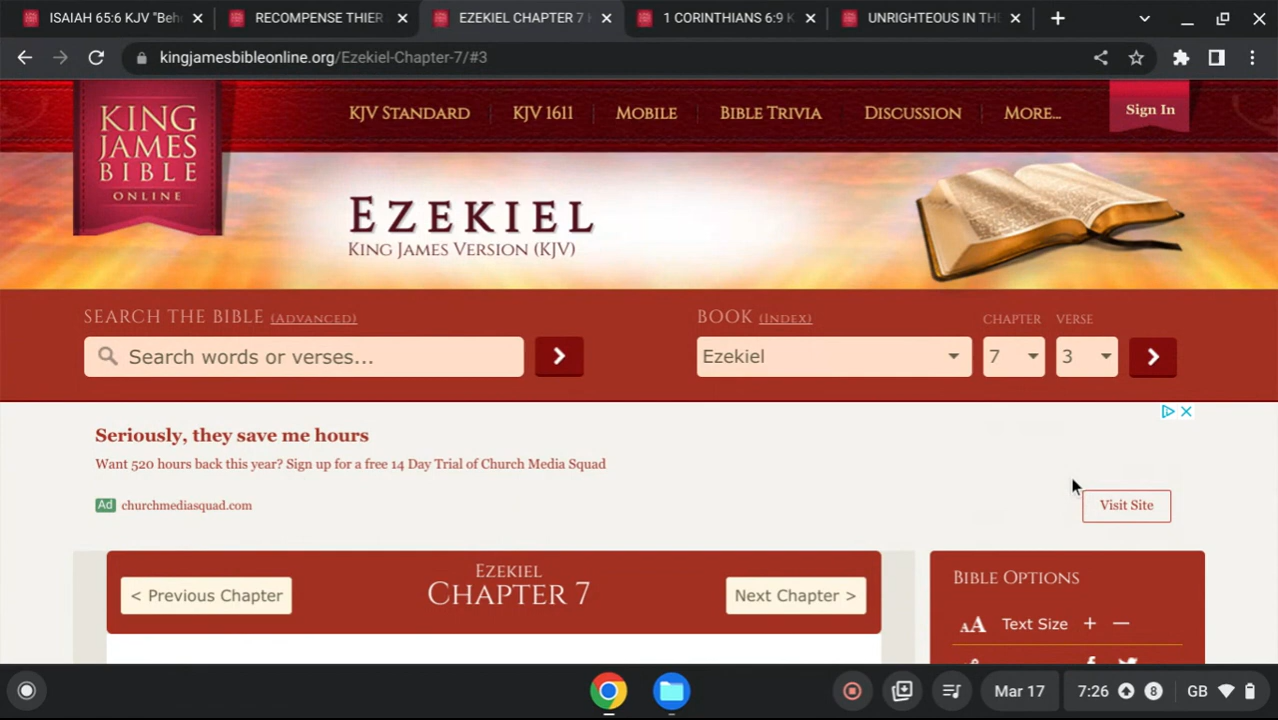 ISAIAH 65:6 KJV "Beh
RECOMPENSE THIER
EZEKIEL CHAPTER 7 K
1 CORINTHIANS 6:9 K
UNRIGHTEOUS IN THE
kingjamesbibleonline.org/Ezekiel-Chapter-7/#3
KING
JAMES
BIBLE
ONLINE
KJV STANDARD
KJV 1611
MOBILE
BIBLE TRIVIA
DISCUSSION
MORE...
Sign In
EZEKIEL
KING JAMES VERSION (KJV)
SEARCH THE BIBLE (ADVANCED)
BOOK (INDEX)
CHAPTER
VERSE
Search words or verses...
Ezekiel
7
3
Seriously, they save me hours
Want 520 hours back this year? Sign up for a free 14 Day Trial of Church Media Squad
Ad churchmediasquad.com
Visit Site
< Previous Chapter
EZEKIEL
CHAPTER 7
Next Chapter >
BIBLE OPTIONS
AA Text Size + —
Mar 17
7:26
8
GB